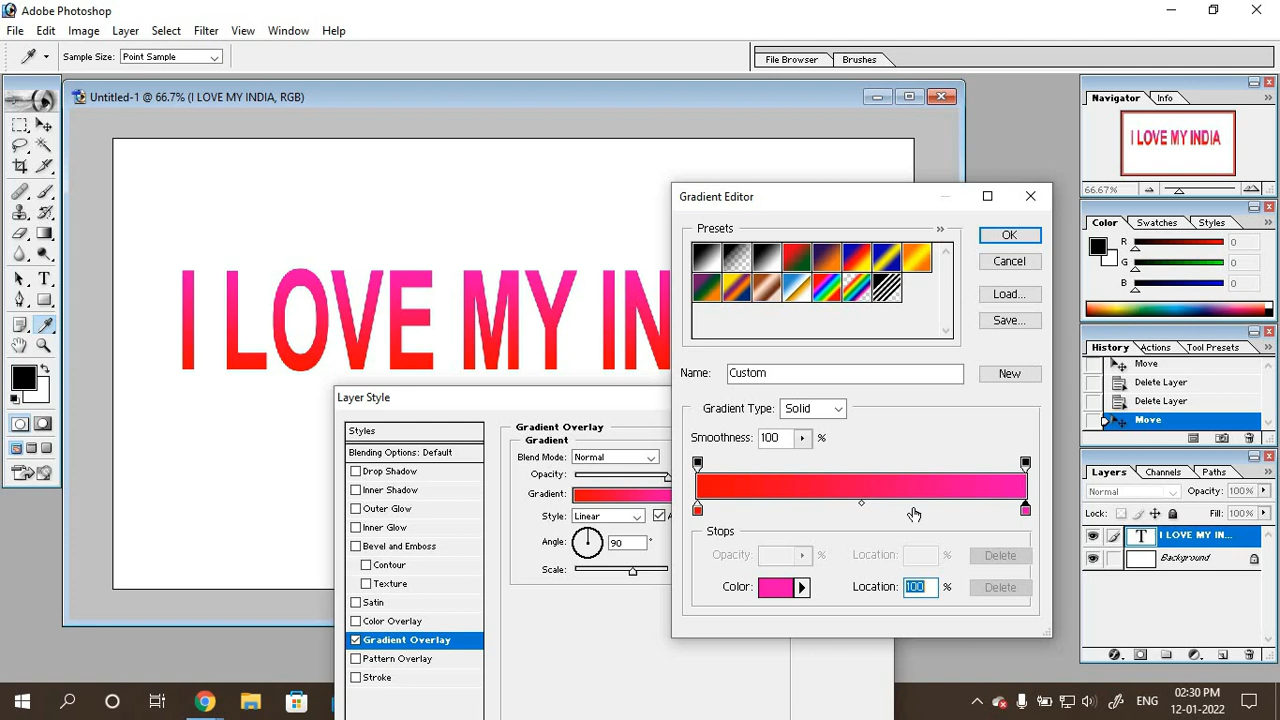 Adobe Photoshop
File Edit Image Layer Select Filter View Window Help
Sample Size: Point Sample
File Browser Brushes
Untitled-1 @ 66.7% (I LOVE MY INDIA, RGB)
I LOVE MY IN
Navigator Info
I LOVE MY INDIA
66.67%
Color Swatches Styles
R 0
G 0
B 0
History Actions Tool Presets
Move
Delete Layer
Delete Layer
Move
Layers Channels Paths
Normal Opacity: 100%
Lock: Fill: 100%
T I LOVE MY IN...
Background
Gradient Editor
Presets
OK
Cancel
Load...
Save...
Name: Custom New
Gradient Type: Solid
Smoothness: 100 %
Stops
Opacity: % Location: % Delete
Color: Location: 100 % Delete
Layer Style
Styles
Blending Options: Default
Drop Shadow
Inner Shadow
Outer Glow
Inner Glow
Bevel and Emboss
Contour
Texture
Satin
Color Overlay
Gradient Overlay
Pattern Overlay
Stroke
Gradient Overlay
Gradient
Blend Mode: Normal
Opacity:
Gradient:
Style: Linear A
Angle: 90 °
Scale:
ENG
02:30 PM
12-01-2022